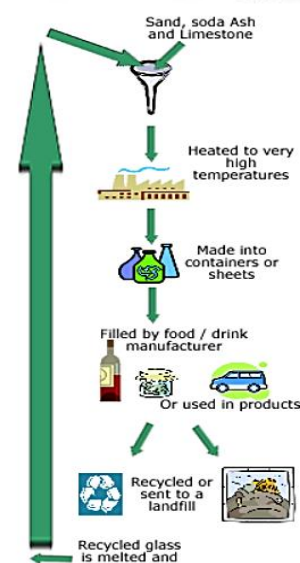 Sand, soda Ash
and Limestone
Heated to very
high
temperatures
Made into
containers or
sheets
Filled by food / drink
manufacturer
Or used in products
Recycled or
sent to a
landfill
Recycled glass
is melted and